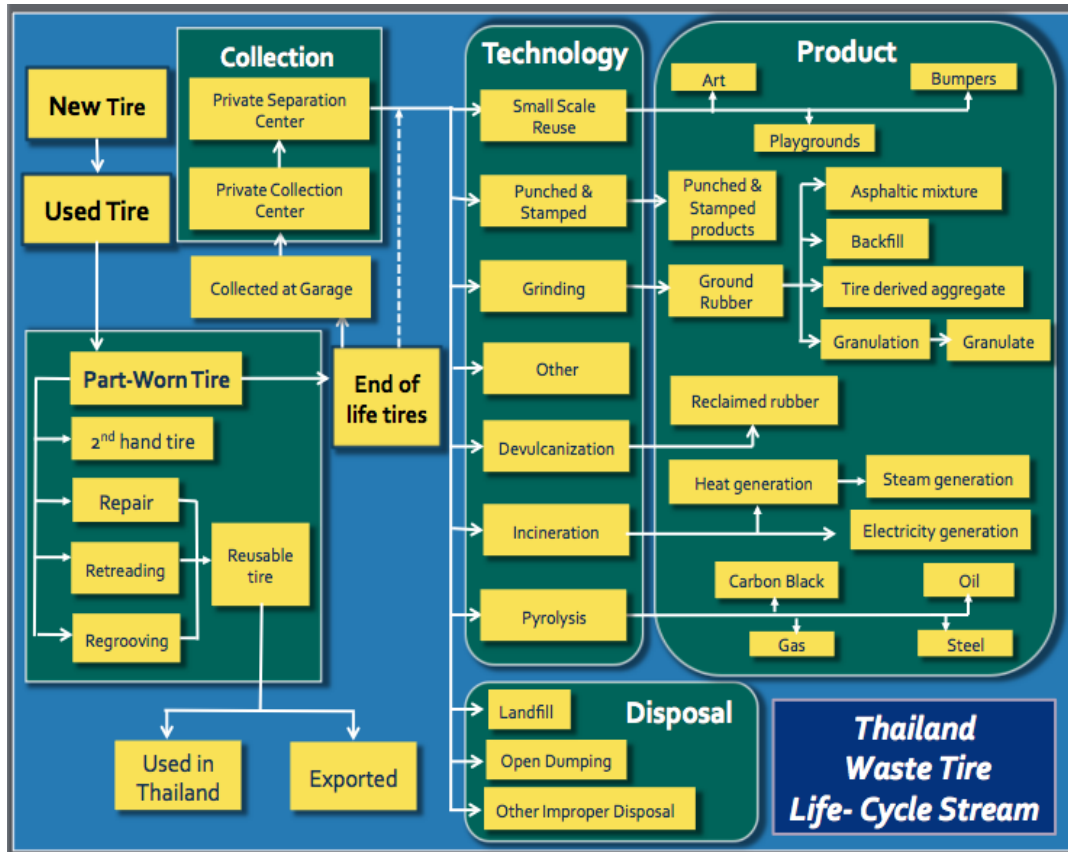 Collection
Technology
Product
New Tire
Used Tire
Private Separation
Center
Private Collection
Center
Collected at Garage
Part-Worn Tire
2nd hand tire
Repair
Retreading
Regrooving
Reusable
tire
End of
life tires
Used in
Thailand
Exported
Small Scale
Reuse
Punched &
Stamped
Grinding
Other
Devulcanization
Incineration
Pyrolysis
Art
Bumpers
Playgrounds
Punched &
Stamped
products
Asphaltic mixture
Backfill
Ground
Rubber
Tire derived aggregate
Granulation
Granulate
Reclaimed rubber
Heat generation
Steam generation
Electricity generation
Carbon Black
Oil
Gas
Steel
Disposal
Landfill
Open Dumping
Other Improper Disposal
Thailand
Waste Tire
Life- Cycle Stream